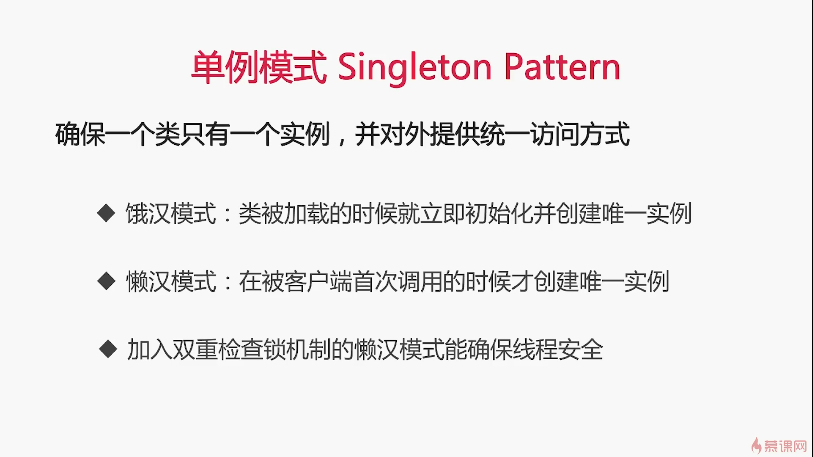 单例模式 Singleton Pattern
确保一个类只有一个实例，并对外提供统一访问方式
◆ 饿汉模式：类被加载的时候就立即初始化并创建唯一实例
◆ 懒汉模式：在被客户端首次调用的时候才创建唯一实例
◆ 加入双重检查锁机制的懒汉模式能确保线程安全
慕课网